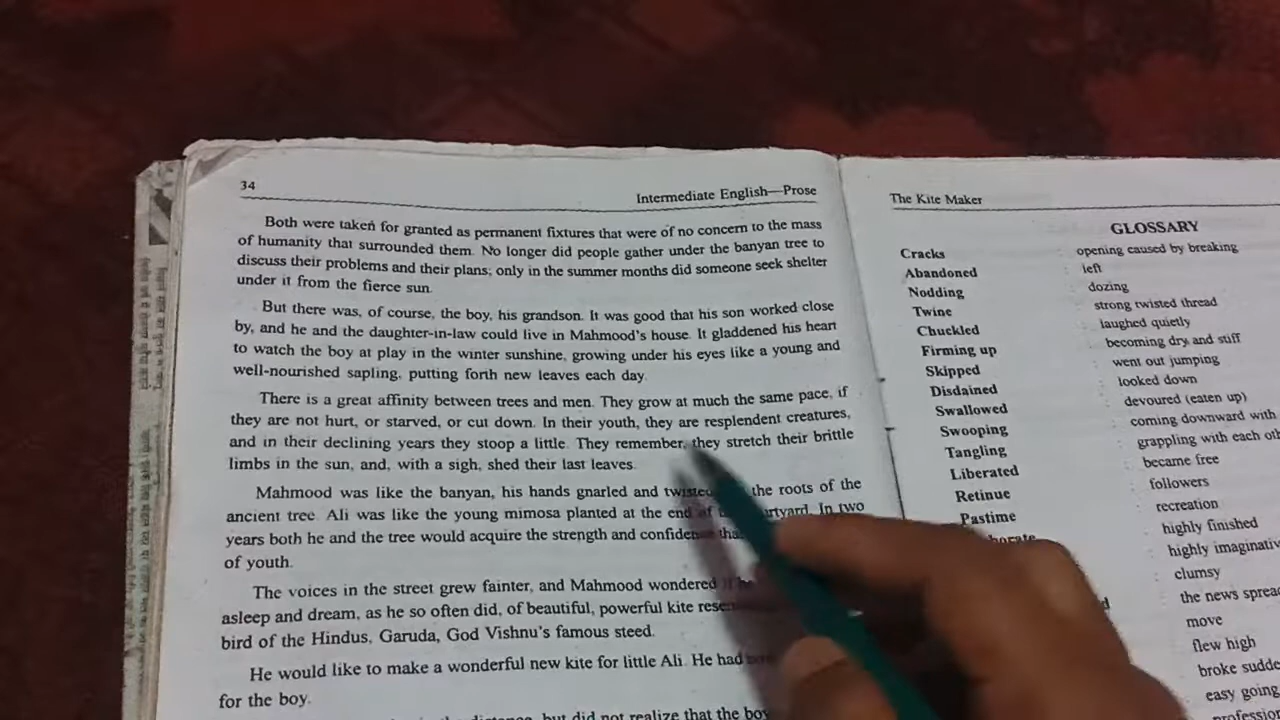 34
Intermediate English—Prose
Both were taken for granted as permanent fixtures that were of no concern to the mass
of humanity that surrounded them. No longer did people gather under the banyan tree to
discuss their problems and their plans; only in the summer months did someone seek shelter
under it from the fierce sun.
But there was, of course, the boy, his grandson. It was good that his son worked close
by, and he and the daughter-in-law could live in Mahmood's house. It gladdened his heart
to watch the boy at play in the winter sunshine, growing under his eyes like a young and
well-nourished sapling, putting forth new leaves each day.
There is a great affinity between trees and men. They grow at much the same pace, if
they are not hurt, or starved, or cut down. In their youth, they are resplendent creatures,
and in their declining years they stoop a little. They remember, they stretch their brittle
limbs in the sun, and, with a sigh, shed their last leaves.
Mahmood was like the banyan, his hands gnarled and twisted the roots of the
ancient tree. Ali was like the young mimosa planted at the end of In two
years both he and the tree would acquire the strength and confidence
of youth.
The voices in the street grew fainter, and Mahmood wondered
asleep and dream, as he so often did, of beautiful, powerful kite
bird of the Hindus, Garuda, God Vishnu's famous steed.
He would like to make a wonderful new kite for little Ali. He had
for the boy.
but did not realize that the boy
The Kite Maker
GLOSSARY
Cracks : opening caused by breaking
Abandoned : left
Nodding : dozing
Twine : strong twisted thread
Chuckled : laughed quietly
Firming up : becoming dry and stiff
Skipped : went out jumping
Disdained : looked down
Swallowed : devoured (eaten up)
Swooping : coming downward with
Tangling : grappling with each
Liberated : became free
Retinue : followers
Pastime : recreation
: highly finished
: highly
: clumsy
: the news
: move
: flew high
: broke
: easy going